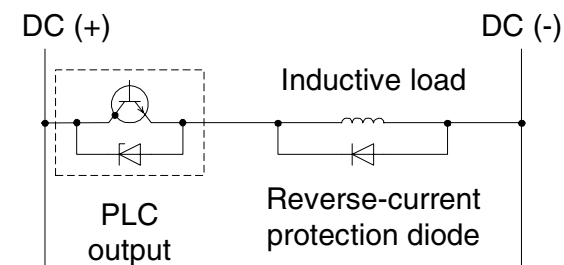 DC (+)
DC (-)
Inductive load
PLC
output
Reverse-current
protection diode